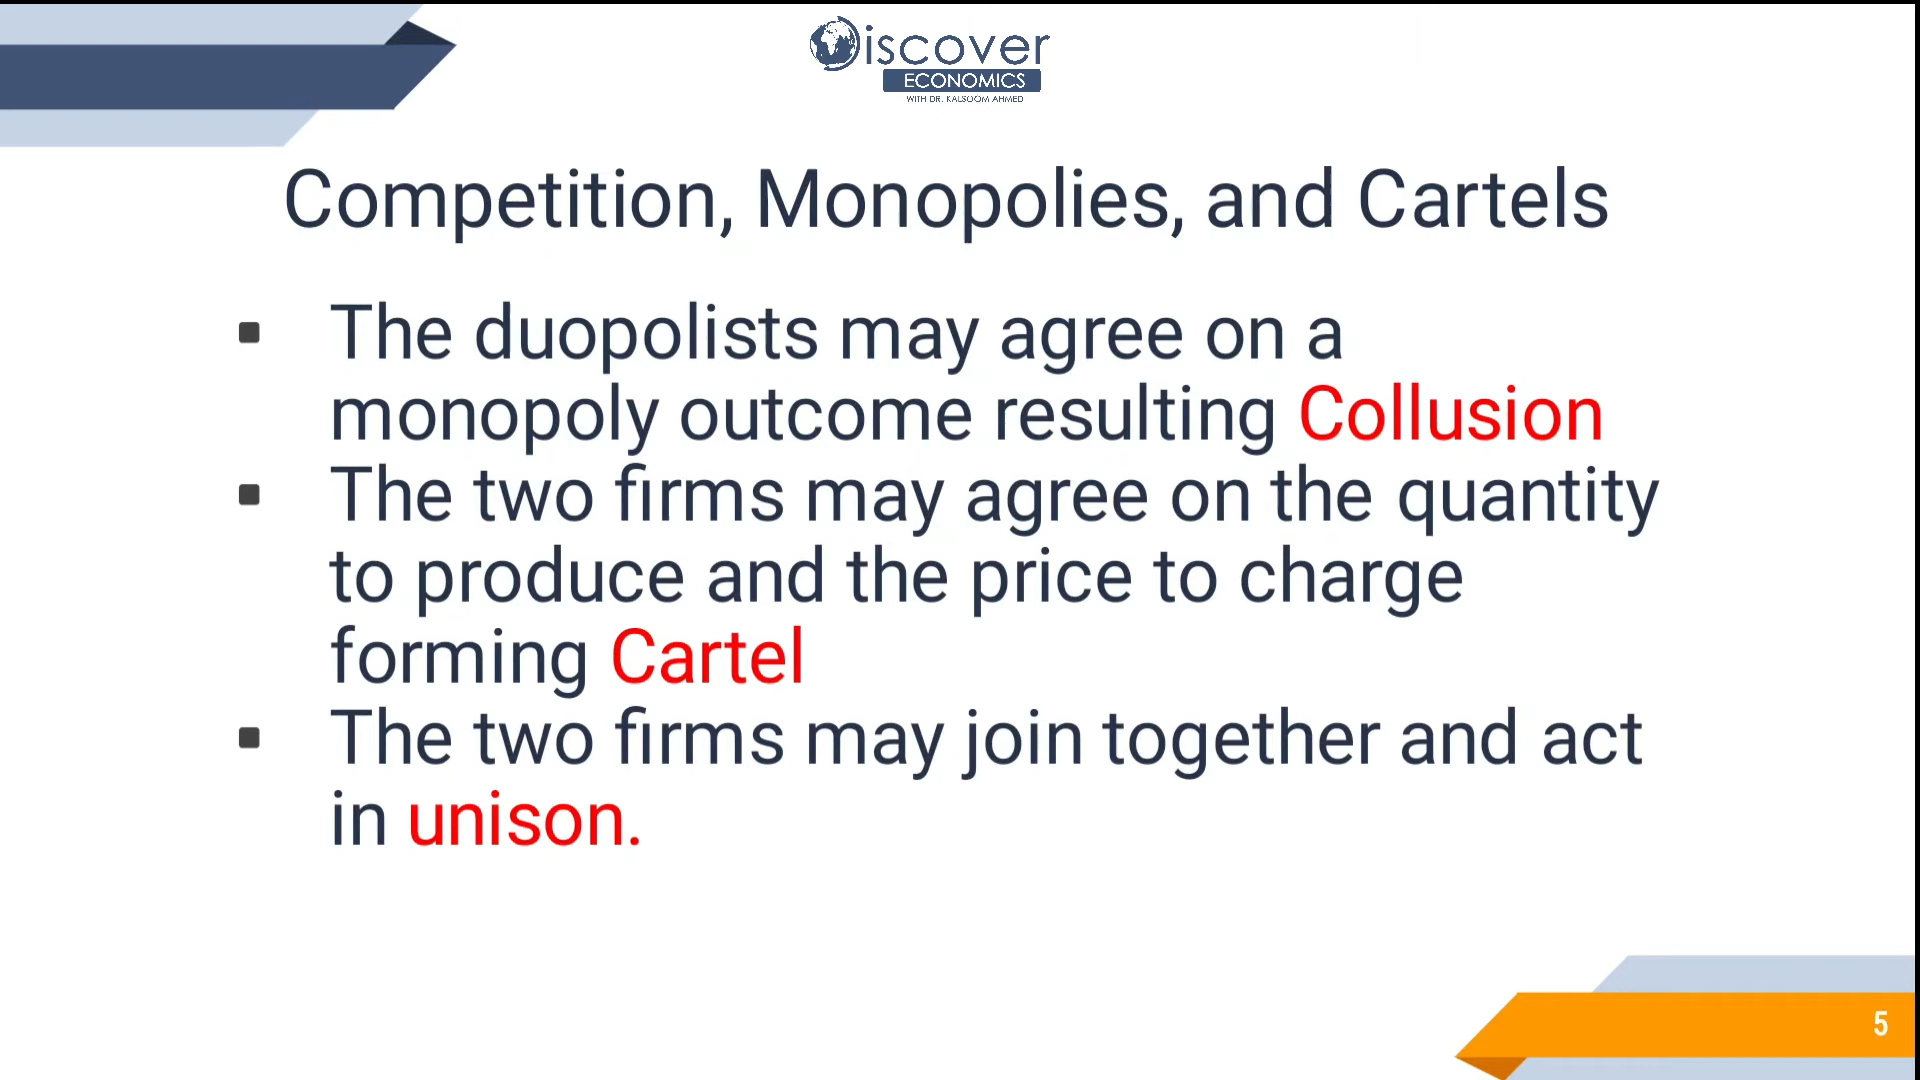 Discover
ECONOMICS
WITH DR. KALSOOM AHMED
Competition, Monopolies, and Cartels
▪ The duopolists may agree on a
monopoly outcome resulting Collusion
▪ The two firms may agree on the quantity
to produce and the price to charge
forming Cartel
▪ The two firms may join together and act
in unison.
5